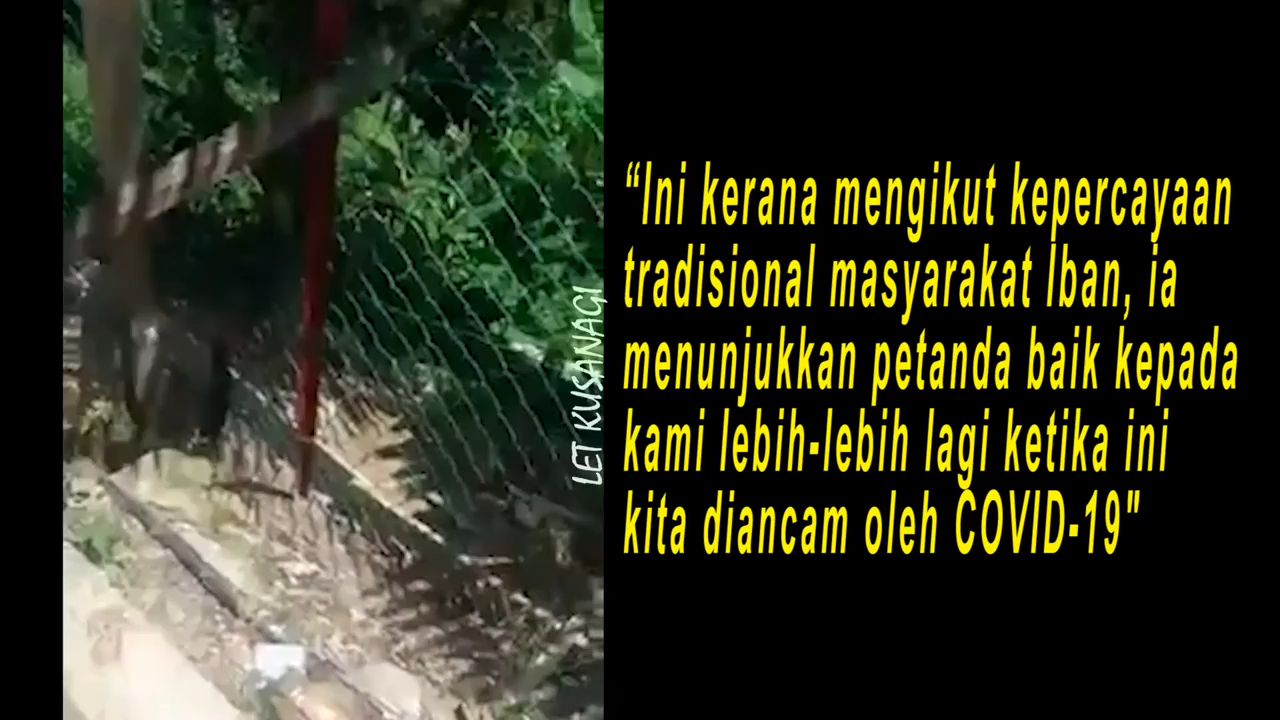 “Ini kerana mengikut kepercayaan
tradisional masyarakat Iban, ia
menunjukkan petanda baik kepada
kami lebih-lebih lagi ketika ini
kita diancam oleh COVID-19"
LET KUSANAGI